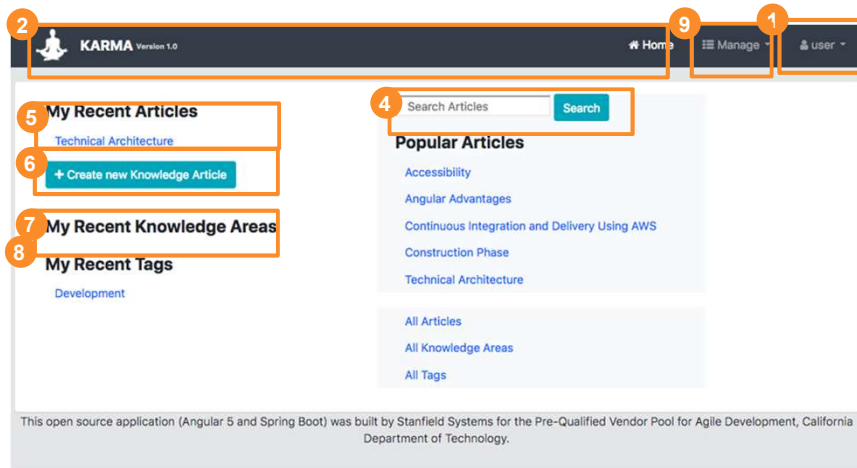 2
9
1
KARMA Version 1.0
Home
Manage
user
My Recent Articles
5
Technical Architecture
6
+ Create new Knowledge Article
7
My Recent Knowledge Areas
8
My Recent Tags
Development
4
Search Articles
Search
Popular Articles
Accessibility
Angular Advantages
Continuous Integration and Delivery Using AWS
Construction Phase
Technical Architecture
All Articles
All Knowledge Areas
All Tags
This open source application (Angular 5 and Spring Boot) was built by Stanfield Systems for the Pre-Qualified Vendor Pool for Agile Development, California
Department of Technology.